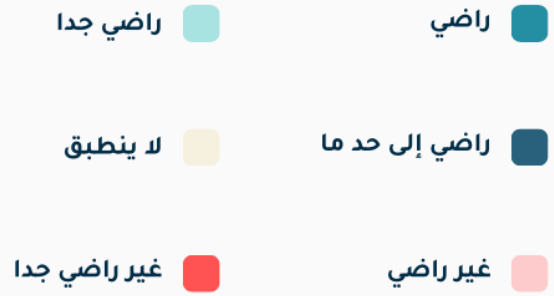 راضي
راضي جدا
راضي إلى حد ما
لا ينطبق
غير راضي
غير راضي جدا